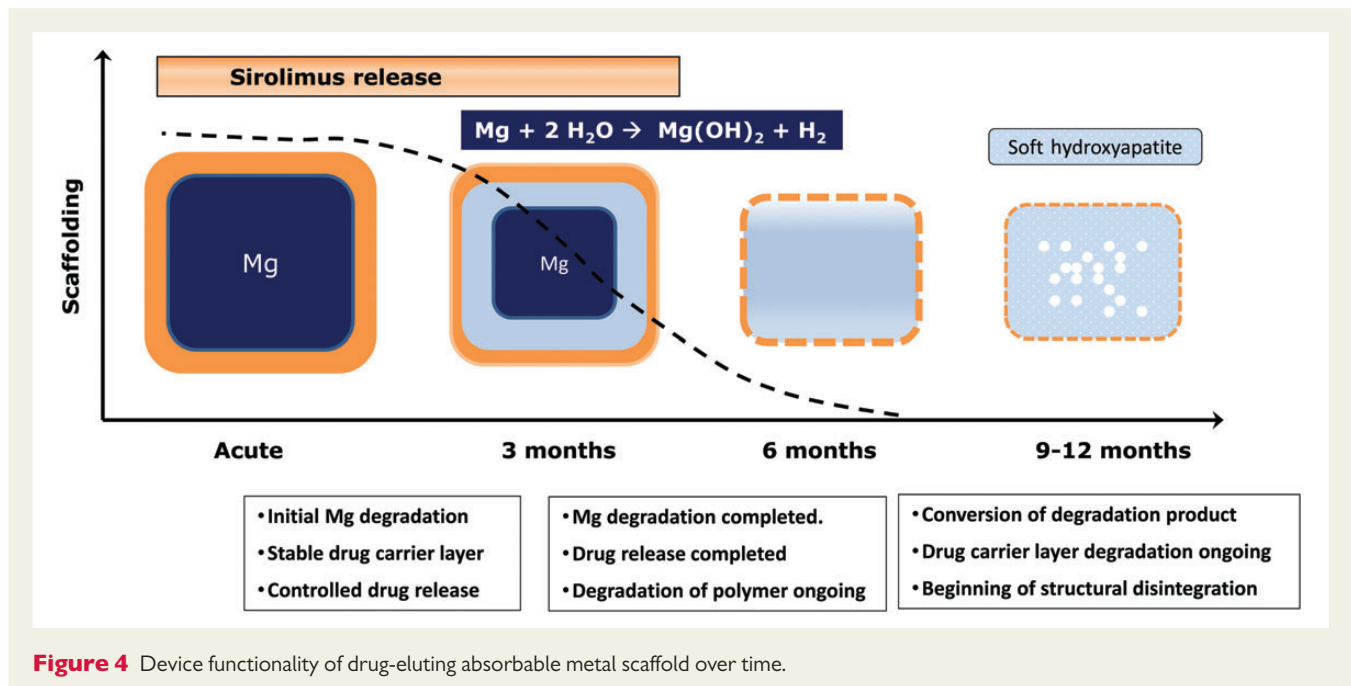 Sirolimus release
Mg + 2 H₂O → Mg(OH)₂ + H₂
Soft hydroxyapatite
Scaffolding
Mg
Mg
Acute
3 months
6 months
9-12 months
•Initial Mg degradation
•Stable drug carrier layer
•Controlled drug release
•Mg degradation completed.
•Drug release completed
•Degradation of polymer ongoing
•Conversion of degradation product
•Drug carrier layer degradation ongoing
•Beginning of structural disintegration
Figure 4 Device functionality of drug-eluting absorbable metal scaffold over time.